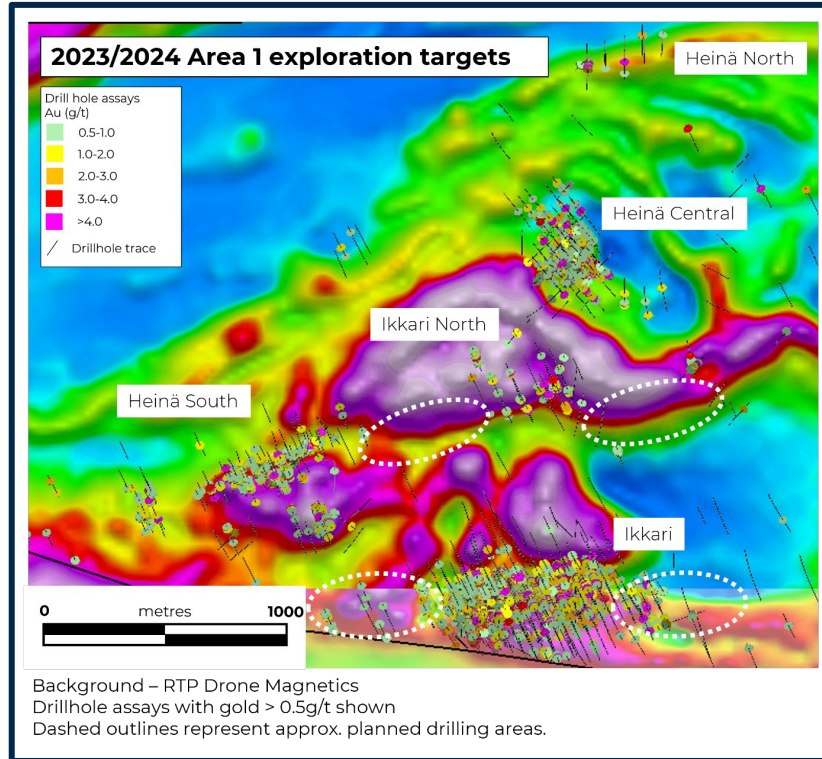 2023/2024 Area 1 exploration targets
Drill hole assays
Au (g/t)
0.5-1.0
1.0-2.0
2.0-3.0
3.0-4.0
>4.0
Drillhole trace
Heinä North
Heinä Central
Ikkari North
Heinä South
Ikkari
0 metres 1000
Background – RTP Drone Magnetics
Drillhole assays with gold > 0.5g/t shown
Dashed outlines represent approx. planned drilling areas.